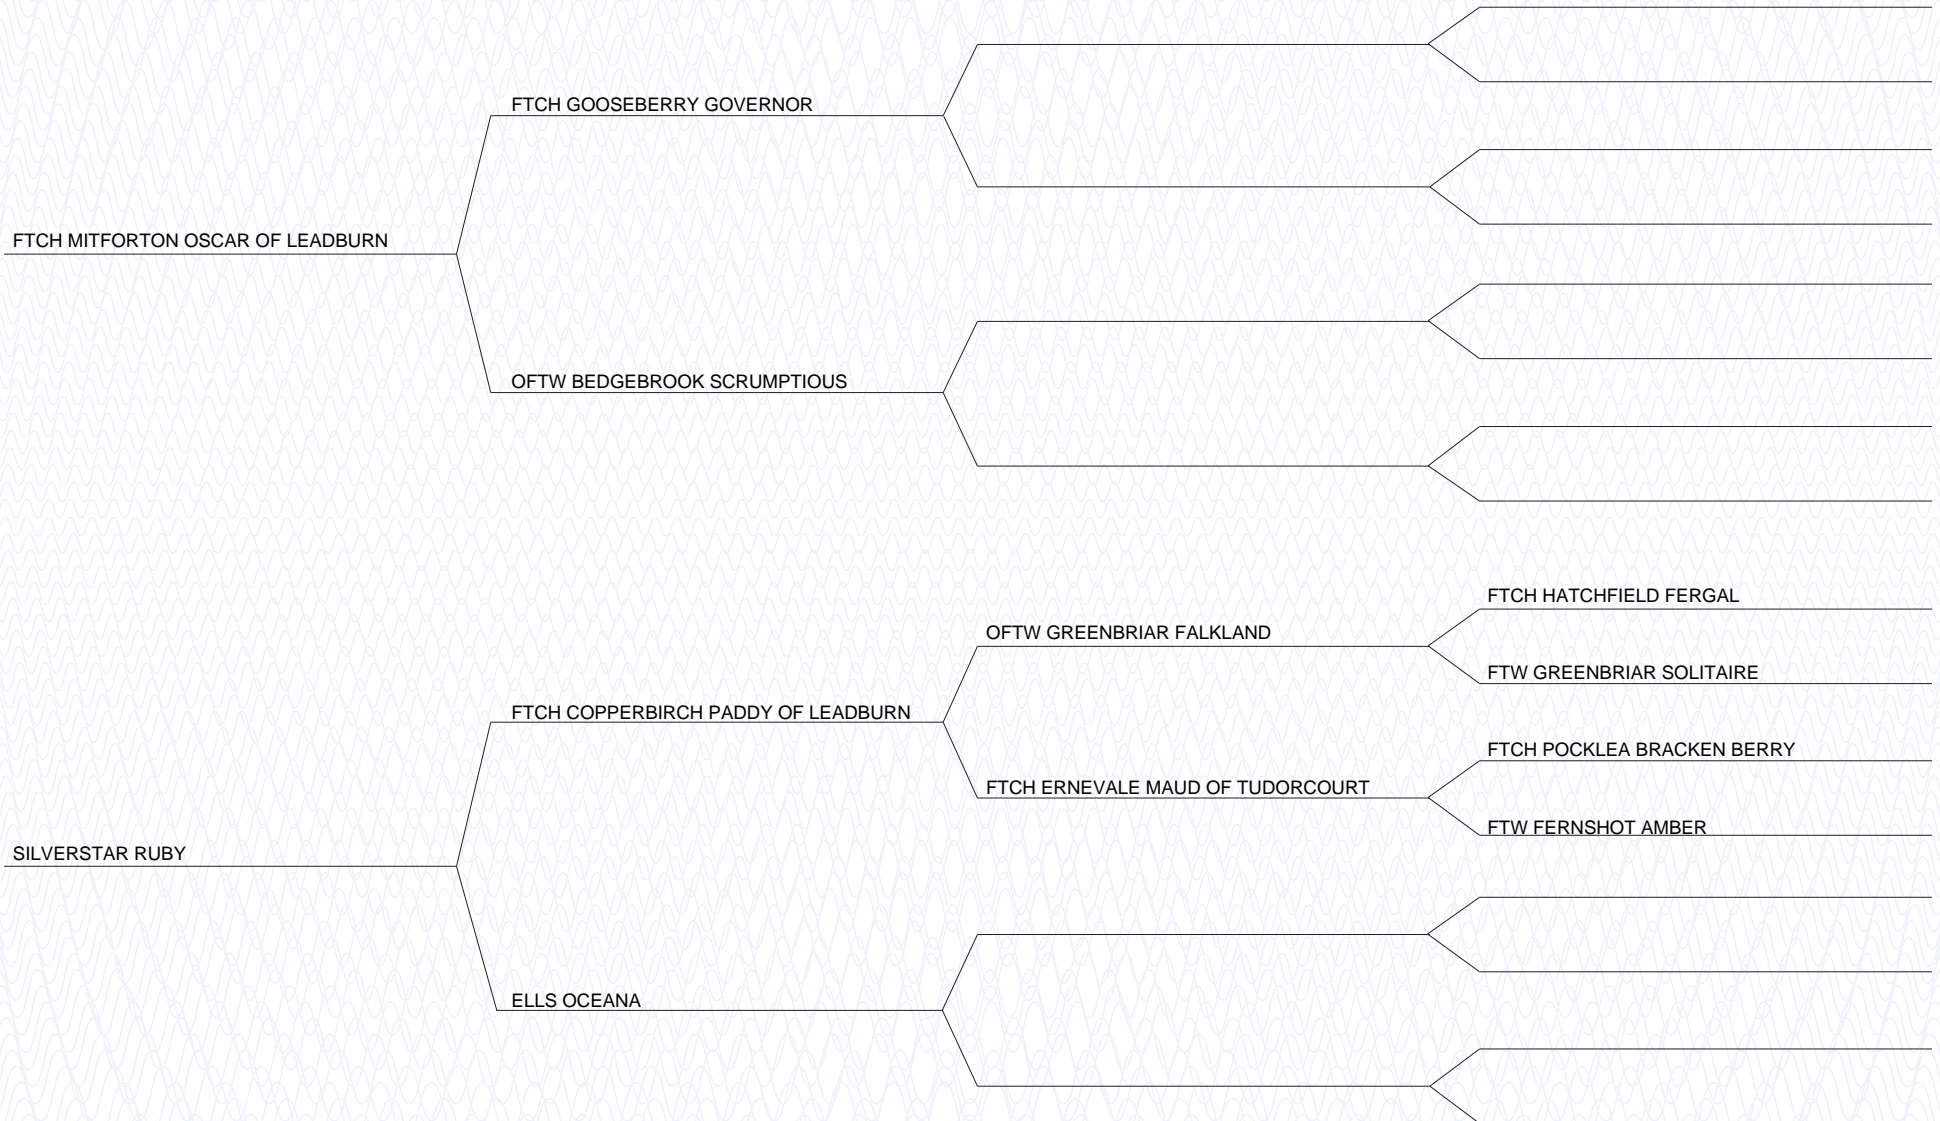 FTCH GOOSEBERRY GOVERNOR
FTCH MITFORTON OSCAR OF LEADBURN
OFTW BEDGEBROOK SCRUMPTIOUS
FTCH HATCHFIELD FERGAL
OFTW GREENBRIAR FALKLAND
FTW GREENBRIAR SOLITAIRE
FTCH COPPERBIRCH PADDY OF LEADBURN
FTCH POCKLEA BRACKEN BERRY
FTCH ERNEVALE MAUD OF TUDORCOURT
FTW FERNSHOT AMBER
SILVERSTAR RUBY
ELLS OCEANA